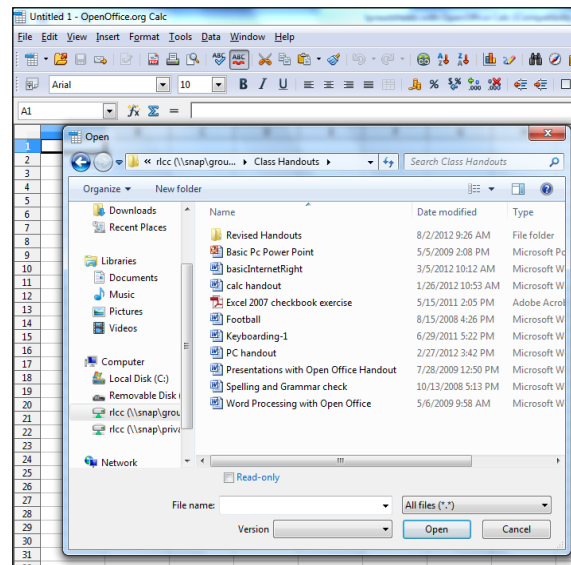 Untitled 1 - OpenOffice.org Calc
File Edit View Insert Format Tools Data Window Help
ABC ABC
Arial 10 B I U % $% .000 .000
A1 fx Σ =
Open
« rlcc (\\snap\grou... ▸ Class Handouts ▸ Search Class Handouts
Organize New folder
Downloads
Recent Places
Libraries
Documents
Music
Pictures
Videos
Computer
Local Disk (C:)
Removable Disk
rlcc (\\snap\grou
rlcc (\\snap\priva
Network
Name Date modified Type
Revised Handouts 8/2/2012 9:26 AM File folder
Basic Pc Power Point 5/5/2009 2:08 PM Microsoft Po
basicInternetRight 3/5/2012 10:12 AM Microsoft W
calc handout 1/26/2012 10:53 AM Microsoft W
Excel 2007 checkbook exercise 5/15/2011 2:05 PM Adobe Acrol
Football 8/15/2008 4:26 PM Microsoft W
Keyboarding-1 6/29/2011 5:22 PM Microsoft W
PC handout 2/27/2012 3:42 PM Microsoft W
Presentations with Open Office Handout 7/28/2009 12:50 PM Microsoft W
Spelling and Grammar check 10/13/2008 5:13 PM Microsoft W
Word Processing with Open Office 5/6/2009 9:58 AM Microsoft W
Read-only
File name: All files (*.*)
Version Open Cancel
1
2
3
4
5
6
7
8
9
10
11
12
13
14
15
16
17
18
19
20
21
22
23
24
25
26
27
28
29
30
31